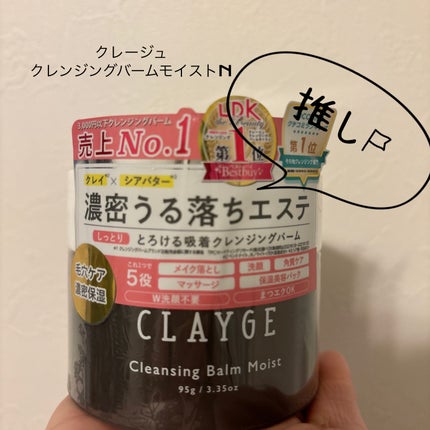 クレージュ
クレンジングバームモイストN
推し
3,000円以下クレンジングバーム
売上No.1
LDK
the Beauty
第1位
Bestbuy
第1位
クレイ×シアバター
濃密うる落ちエステ
しっとり とろける吸着クレンジングバーム
毛穴ケア
濃密保湿
これ1つで
5役
メイク落とし 洗顔 角質ケア
マッサージ 保湿美容パック
W洗顔不要 まつエクOK
CLAYGE
Cleansing Balm Moist
95g / 3.35oz